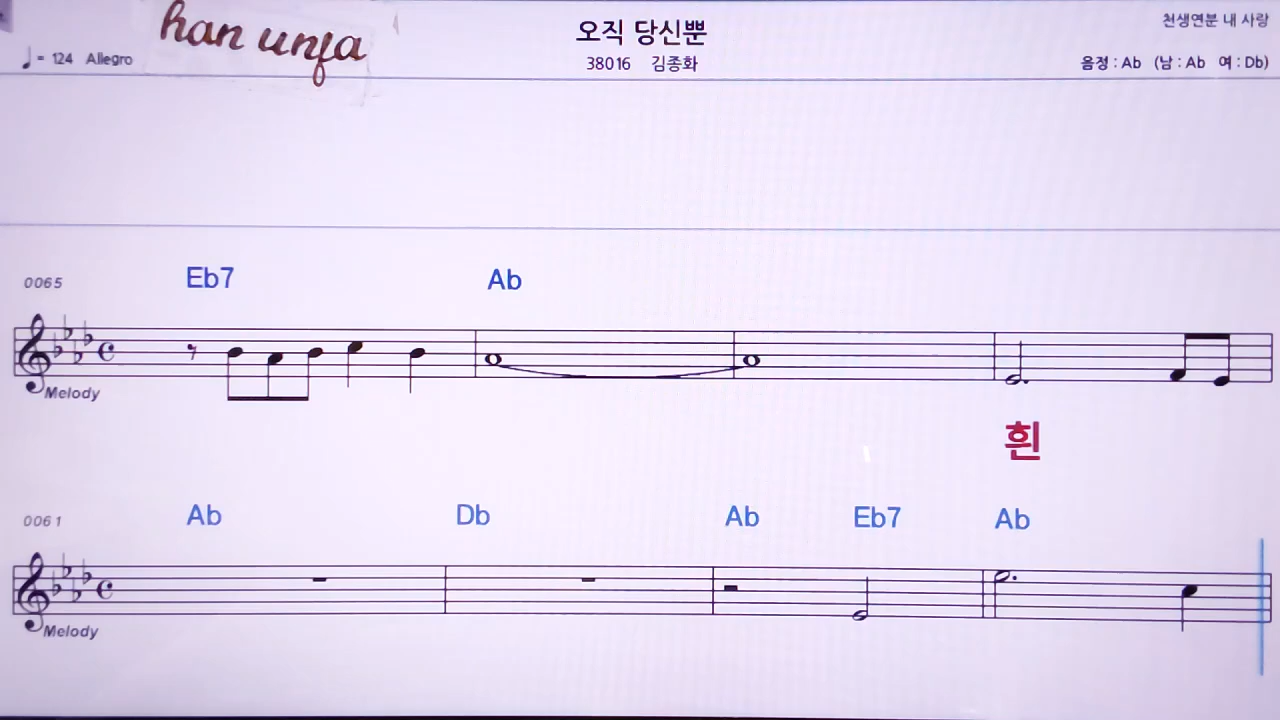 han unja
오직 당신뿐
천생연분 내 사랑
♩ = 124 Allegro
38016 김종화
음정 : Ab (남 : Ab 여 : Db)
0065 Eb7 Ab
Melody
흰
0061 Ab Db Ab Eb7 Ab
Melody